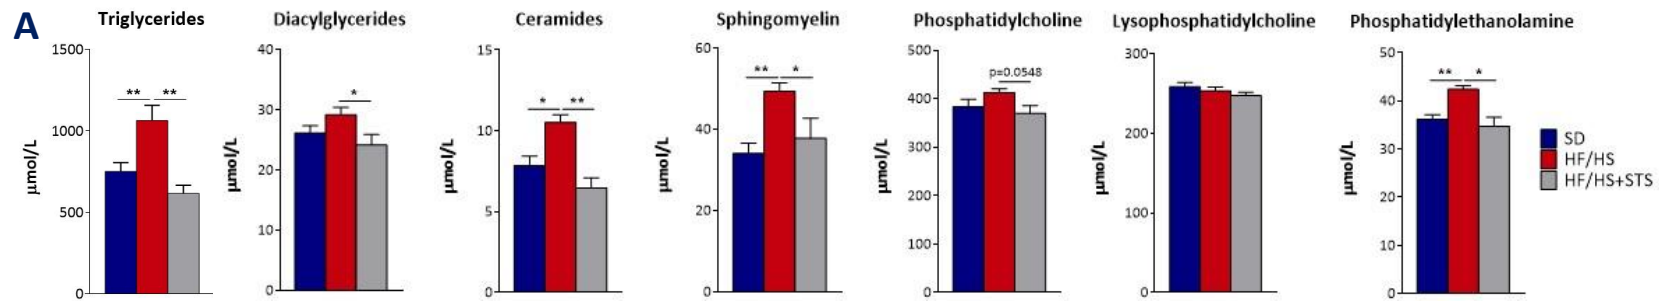 A
Triglycerides
1500
1000
500
0
µmol/L
** **
Diacylglycerides
40
30
20
10
0
µmol/L
*
Ceramides
15
10
5
0
µmol/L
* **
Sphingomyelin
60
40
20
0
µmol/L
** *
Phosphatidylcholine
500
400
300
200
100
0
µmol/L
p=0.0548
Lysophosphatidylcholine
300
200
100
0
µmol/L
Phosphatidylethanolamine
50
40
30
20
10
0
µmol/L
** *
SD
HF/HS
HF/HS+STS